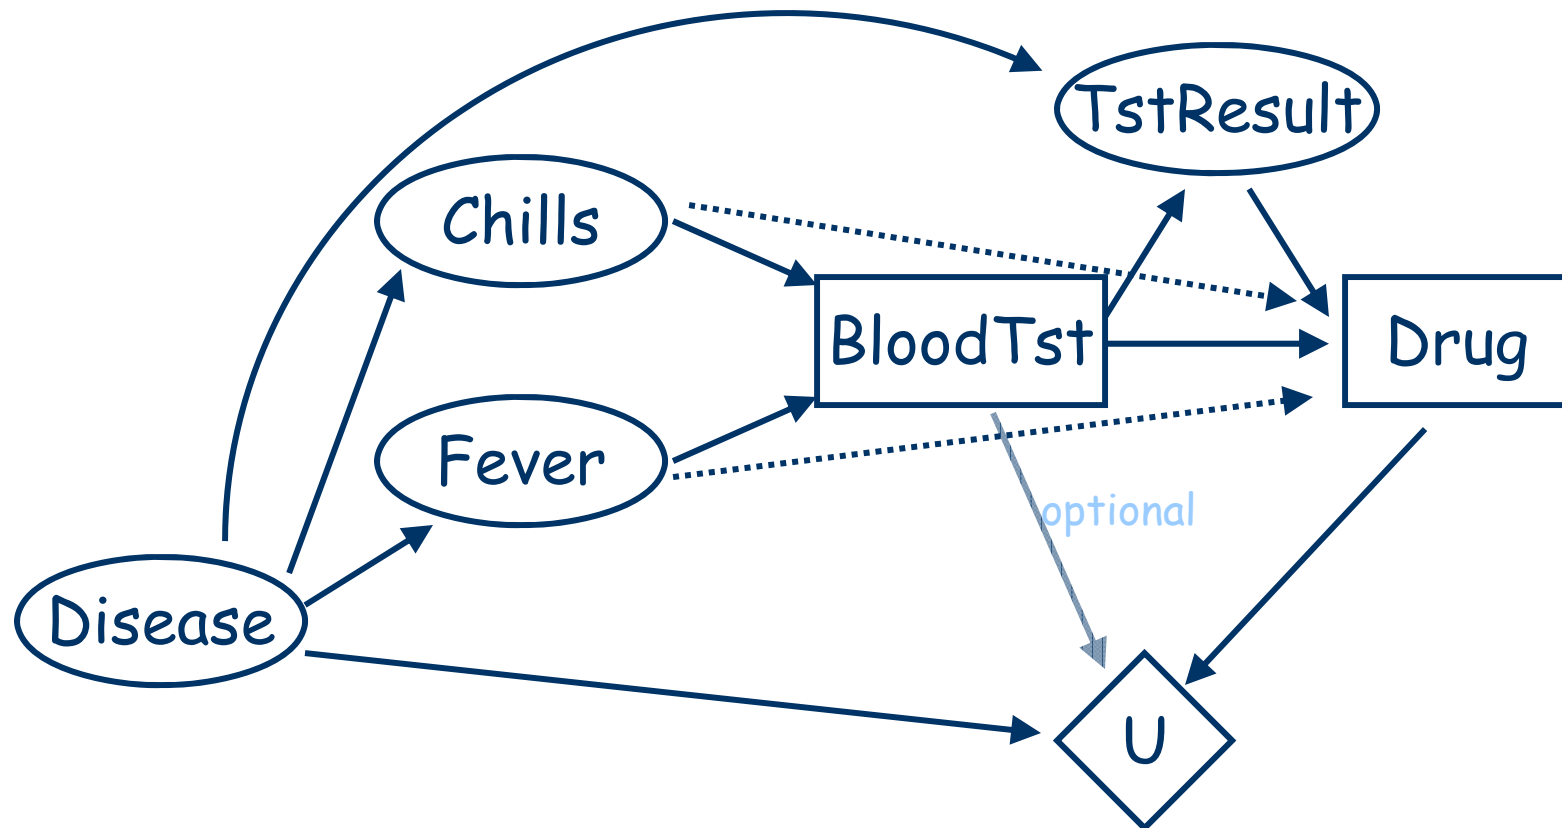 TstResult
Chills
BloodTst
Drug
Fever
optional
Disease
U